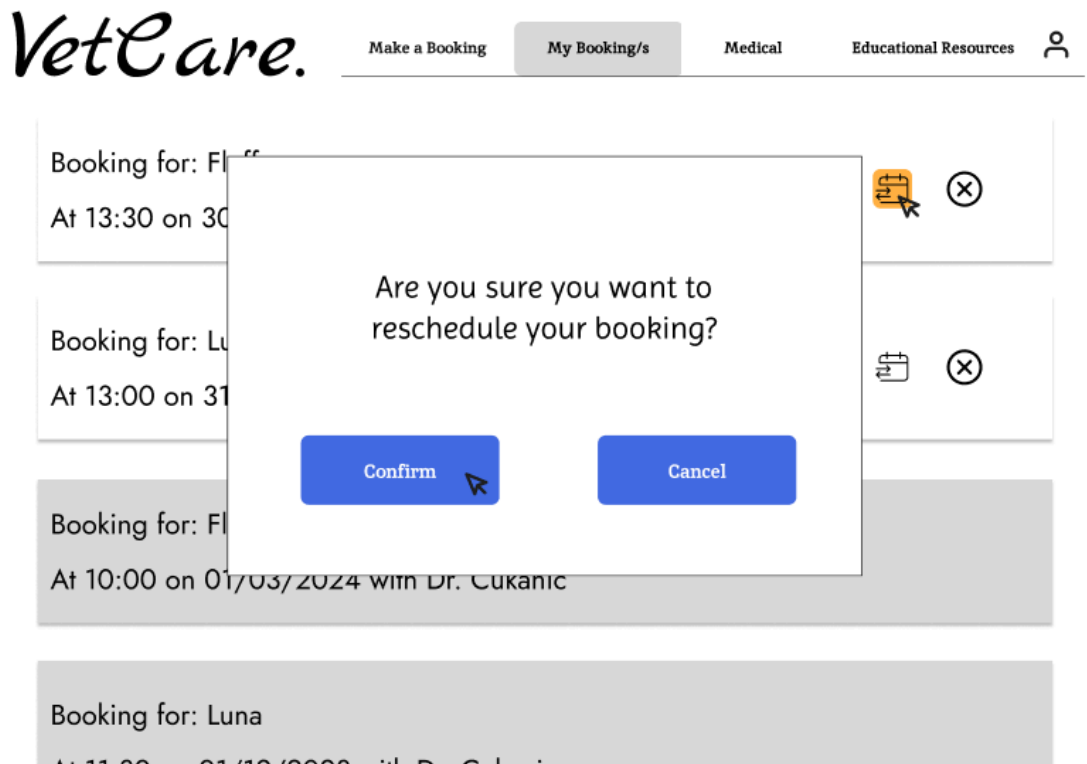 VetCare.
Make a Booking
My Booking/s
Medical
Educational Resources
Booking for:
At 13:30 on 30
Are you sure you want to
reschedule your booking?
Booking for:
At 13:00 on 31
Confirm
Cancel
Booking for:
At 10:00 on 01/03/2024 with Dr. Cukanic
Booking for: Luna